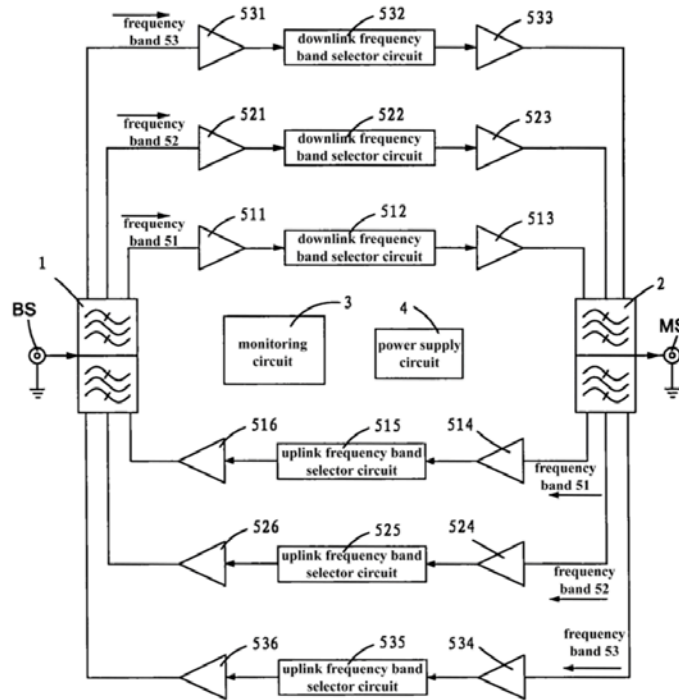 531
532
533
frequency
band 53
downlink frequency
band selector circuit
521
522
523
frequency
band 52
downlink frequency
band selector circuit
511
512
513
frequency
band 51
downlink frequency
band selector circuit
1
2
3
4
BS
MS
monitoring
circuit
power supply
circuit
516
515
514
uplink frequency band
selector circuit
frequency
band 51
526
525
524
uplink frequency band
selector circuit
frequency
band 52
536
535
534
uplink frequency band
selector circuit
frequency
band 53